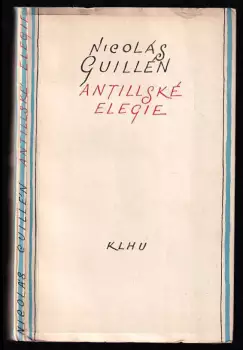 NICOLÁS
GUILLÉN
ANTILLSKÉ
ELEGIE
KLHU
NICOLÁS GUILLÉN ANTILLSKÉ ELEGIE